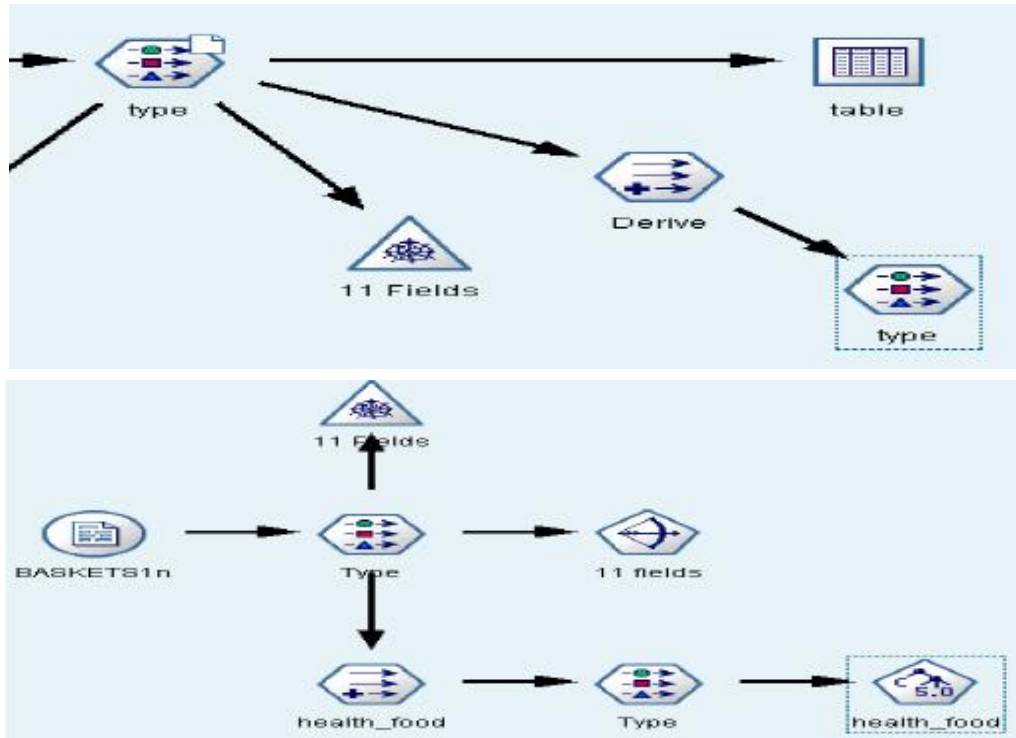 type
table
Derive
11 Fields
type
11 Fields
BASKETS1n
Type
11 fields
health_food
Type
5.0
health_food